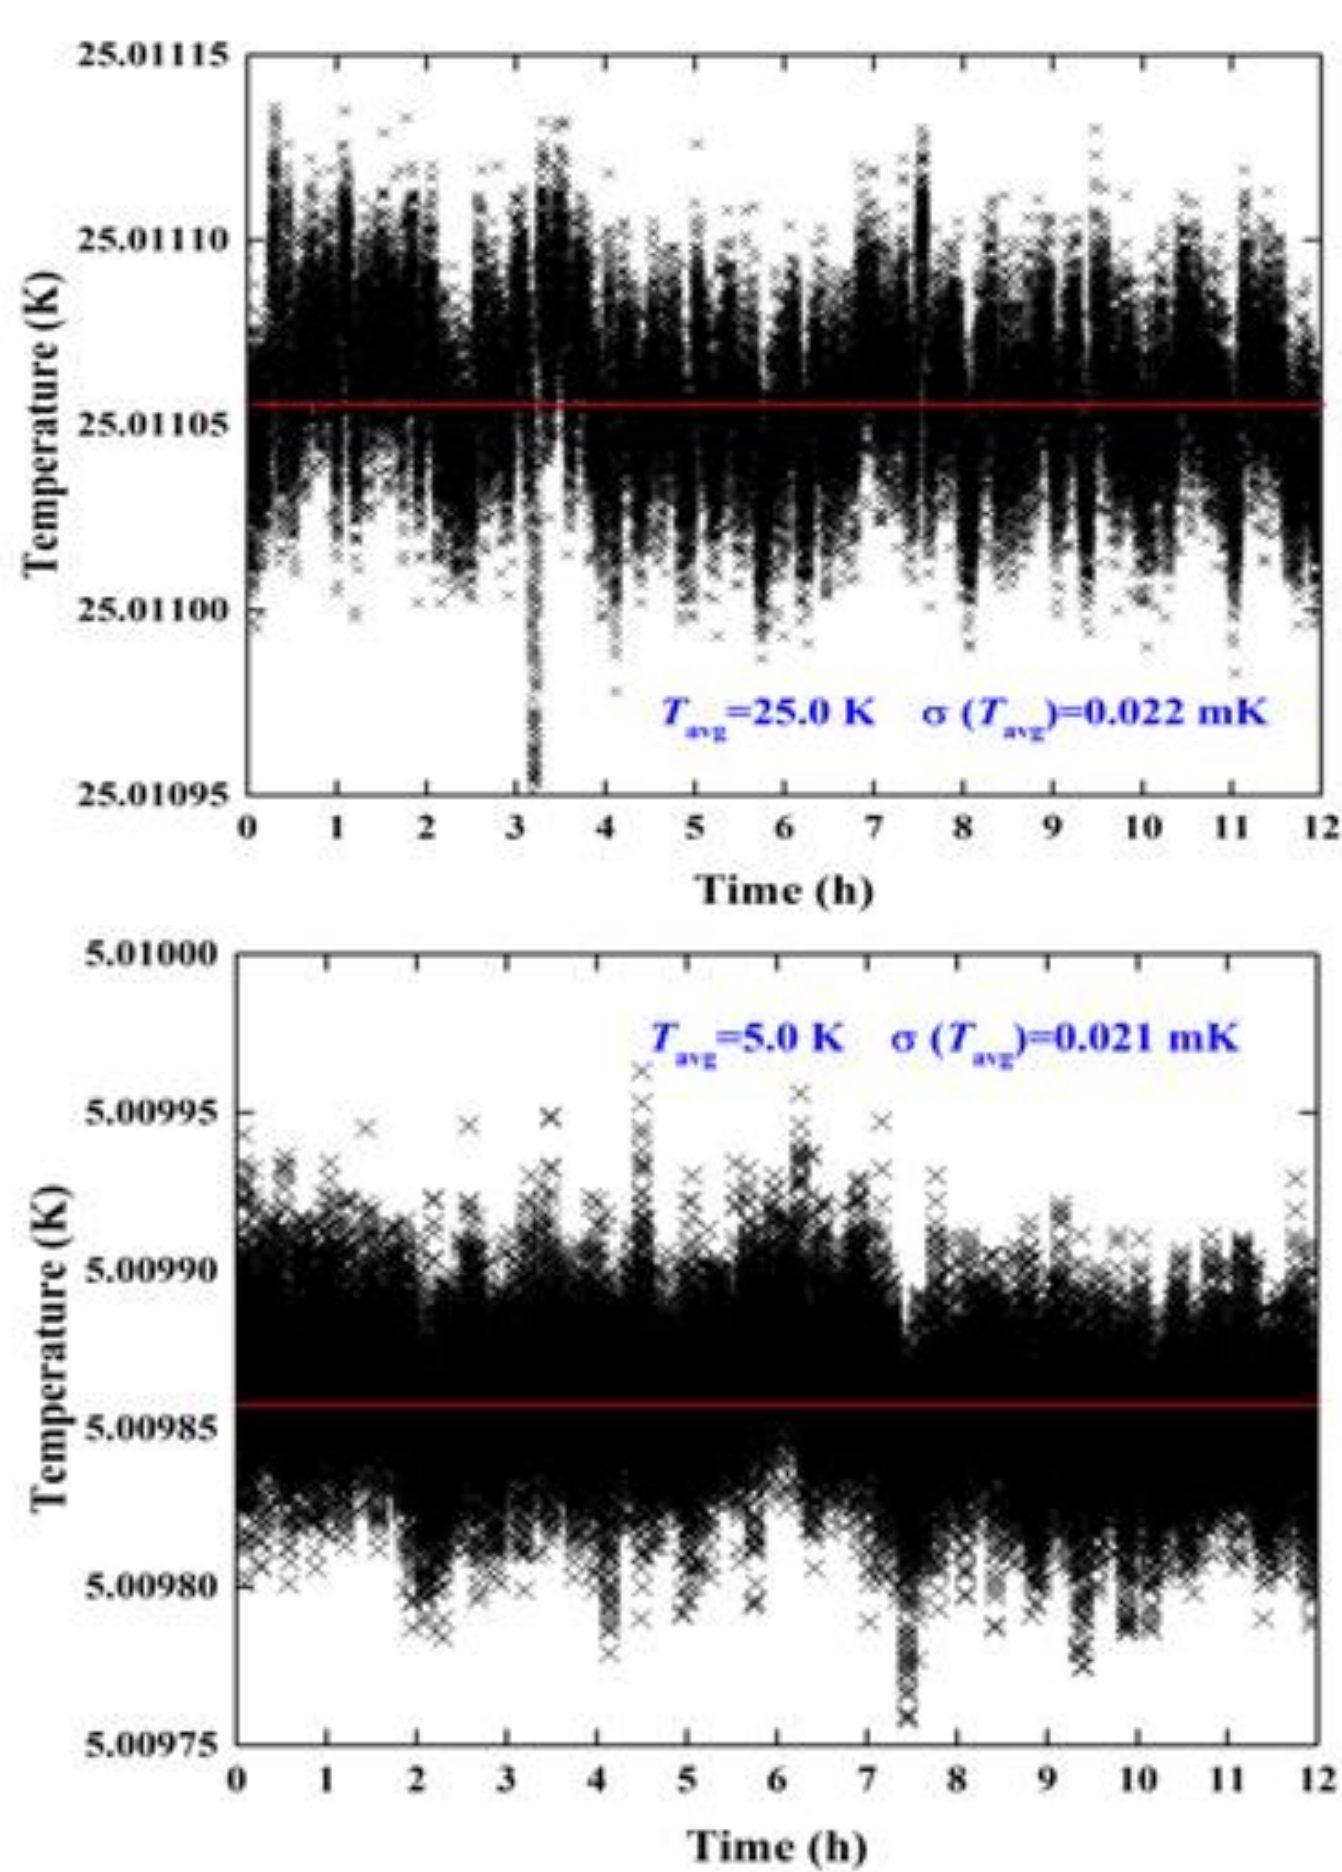 25.01115
25.01110
25.01105
25.01100
25.01095
Temperature (K)
T_avg=25.0 K σ (T_avg)=0.022 mK
0 1 2 3 4 5 6 7 8 9 10 11 12
Time (h)
5.01000
5.00995
5.00990
5.00985
5.00980
5.00975
Temperature (K)
T_avg=5.0 K σ (T_avg)=0.021 mK
0 1 2 3 4 5 6 7 8 9 10 11 12
Time (h)